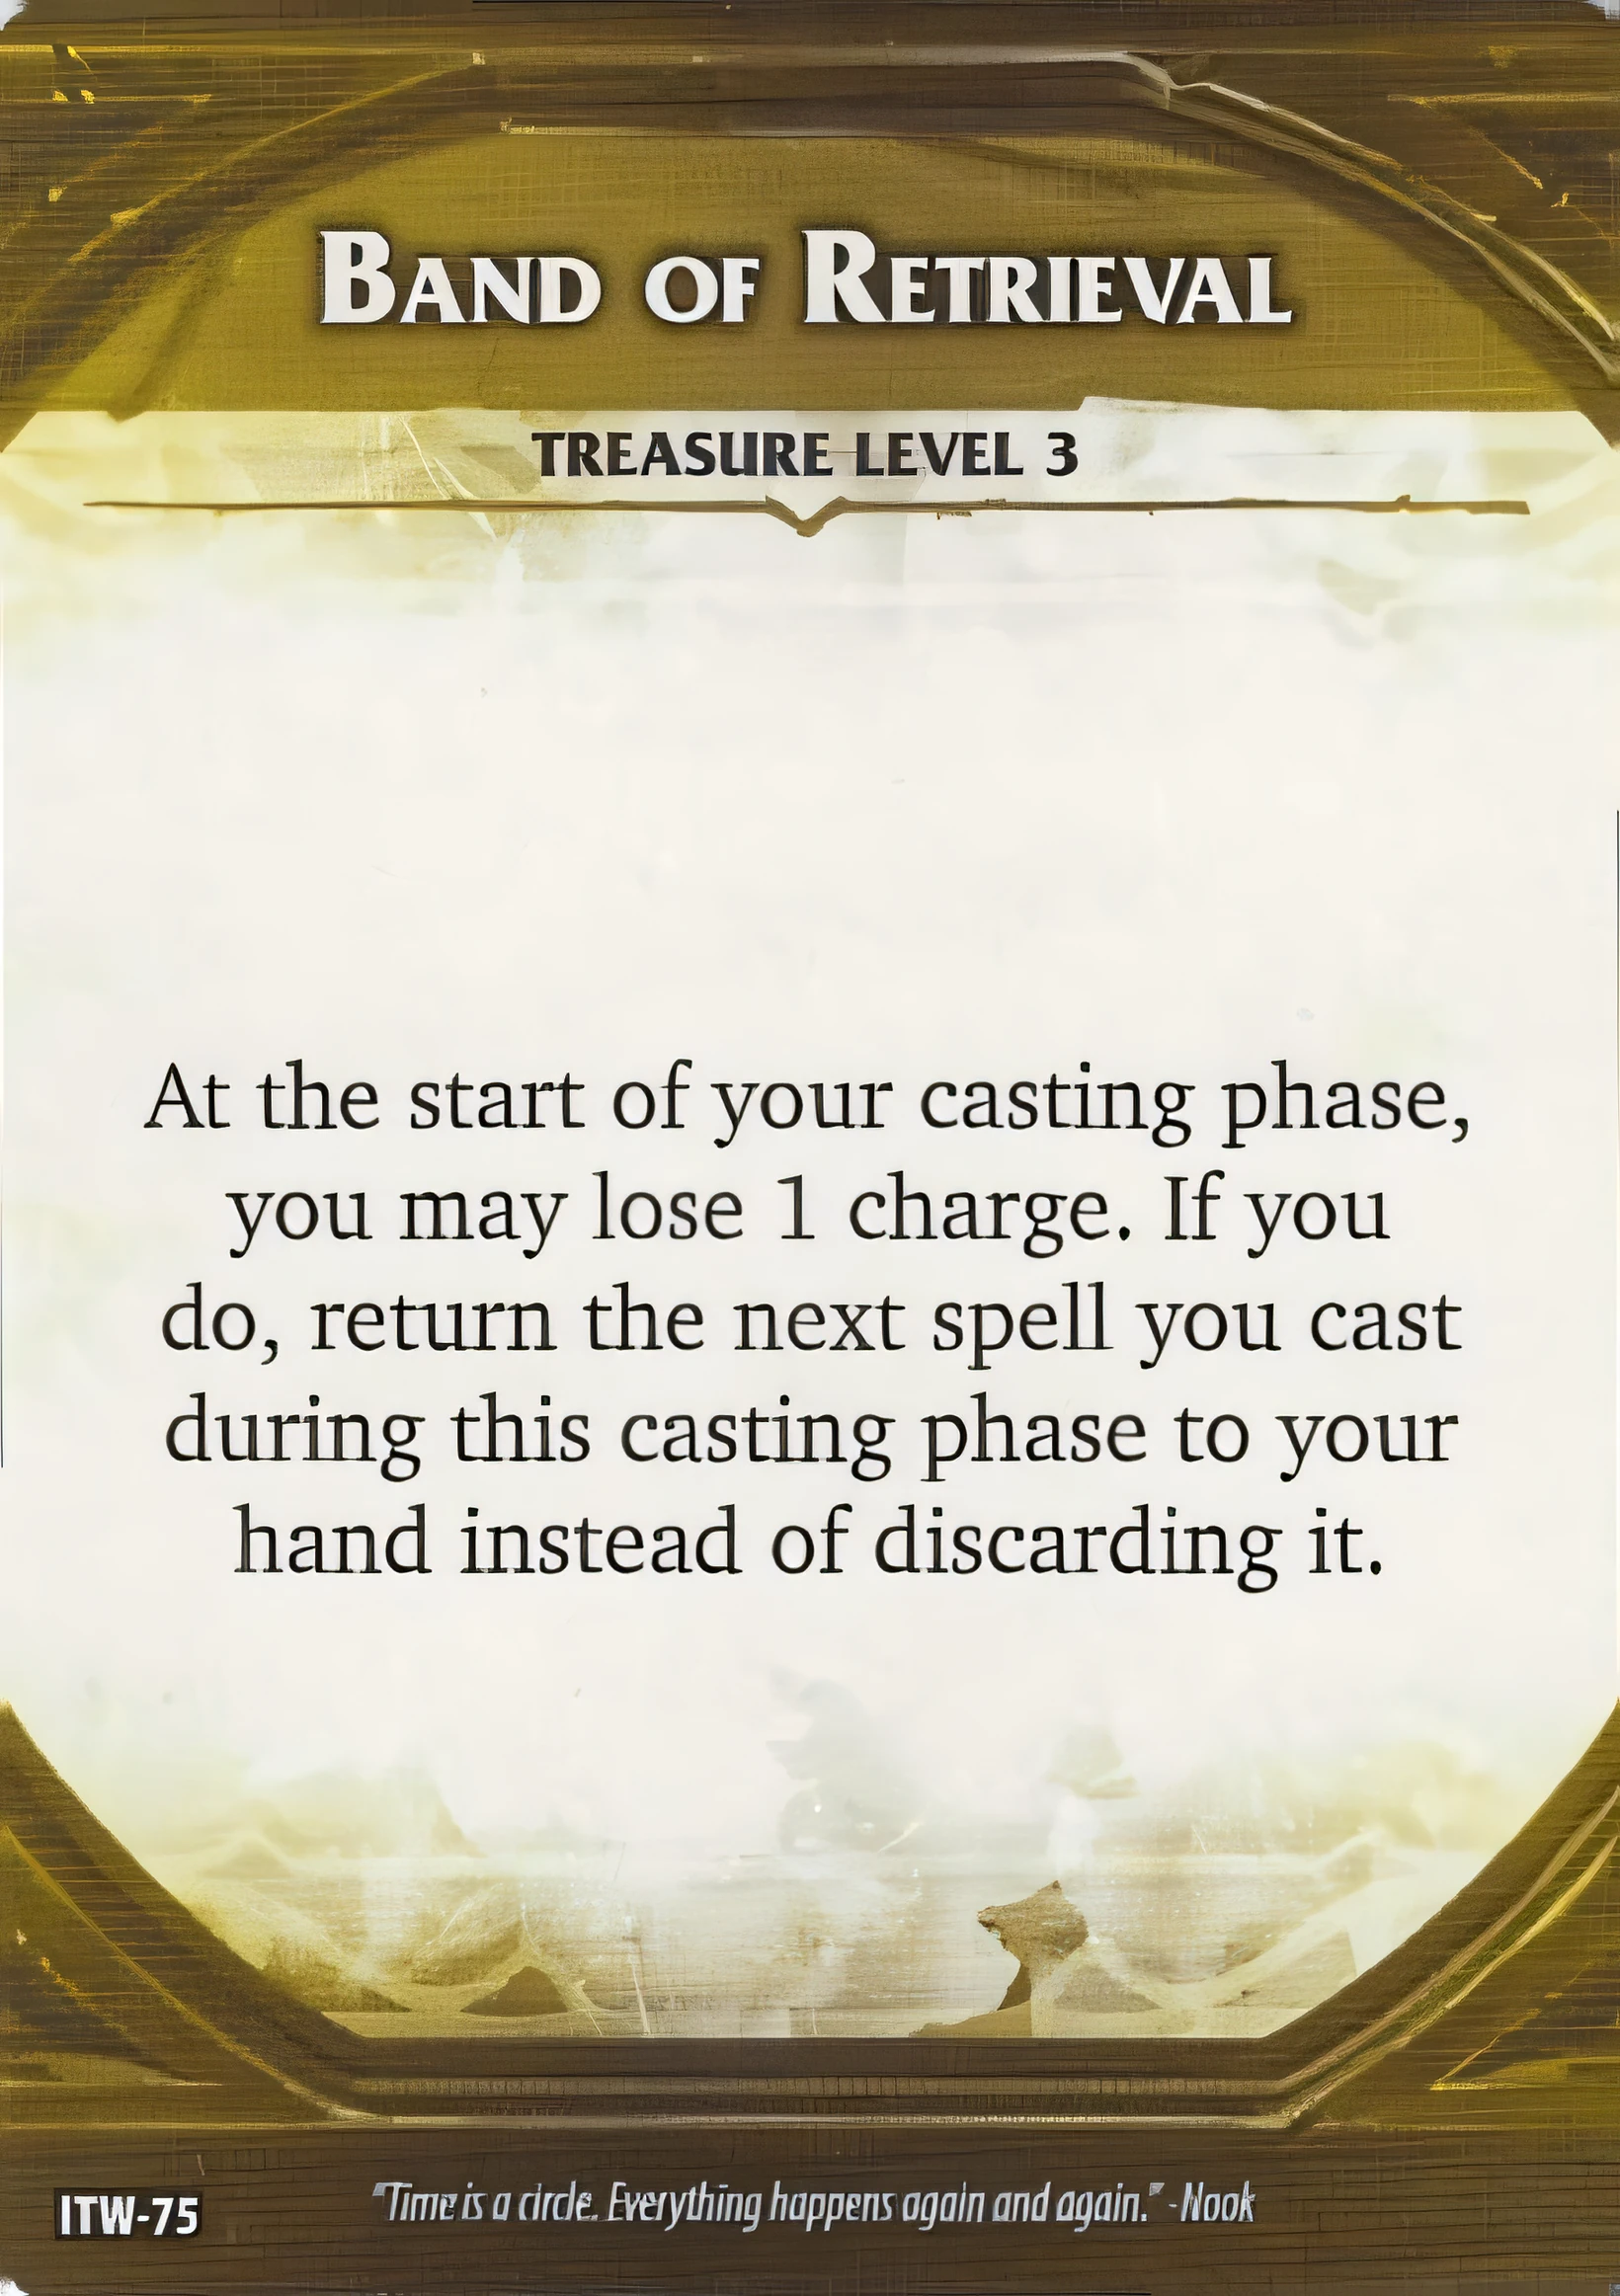 BAND OF RETRIEVAL
TREASURE LEVEL 3
At the start of your casting phase,
you may lose 1 charge. If you
do, return the next spell you cast
during this casting phase to your
hand instead of discarding it.
ITW-75
"Time is a circle. Everything happens again and again." -Nook